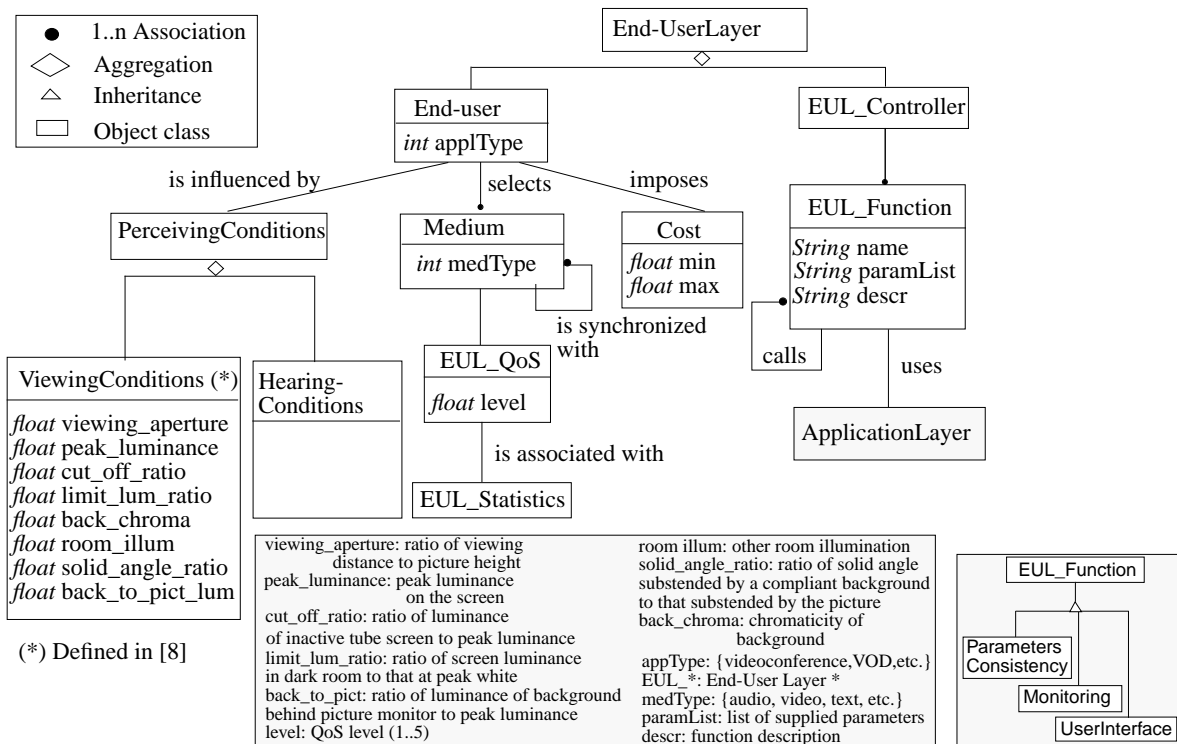 1..n Association
Aggregation
Inheritance
Object class
End-UserLayer
End-user
int applType
EUL_Controller
is influenced by
selects
imposes
PerceivingConditions
Medium
int medType
Cost
float min
float max
EUL_Function
String name
String paramList
String descr
is synchronized
with
calls
uses
ViewingConditions (*)
float viewing_aperture
float peak_luminance
float cut_off_ratio
float limit_lum_ratio
float back_chroma
float room_illum
float solid_angle_ratio
float back_to_pict_lum
Hearing-
Conditions
EUL_QoS
float level
ApplicationLayer
is associated with
EUL_Statistics
(*) Defined in [8]
viewing_aperture: ratio of viewing
distance to picture height
peak_luminance: peak luminance
on the screen
cut_off_ratio: ratio of luminance
of inactive tube screen to peak luminance
limit_lum_ratio: ratio of screen luminance
in dark room to that at peak white
back_to_pict: ratio of luminance of background
behind picture monitor to peak luminance
level: QoS level (1..5)
room illum: other room illumination
solid_angle_ratio: ratio of solid angle
substended by a compliant background
to that substended by the picture
back_chroma: chromaticity of
background
appType: {videoconference,VOD,etc.}
EUL_*: End-User Layer *
medType: {audio, video, text, etc.}
paramList: list of supplied parameters
descr: function description
EUL_Function
Parameters
Consistency
Monitoring
UserInterface